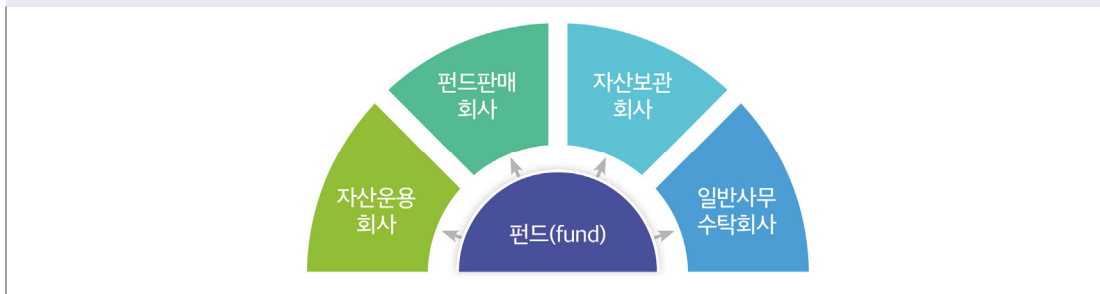 펀드판매
회사
자산보관
회사
자산운용
회사
일반사무
수탁회사
펀드(fund)